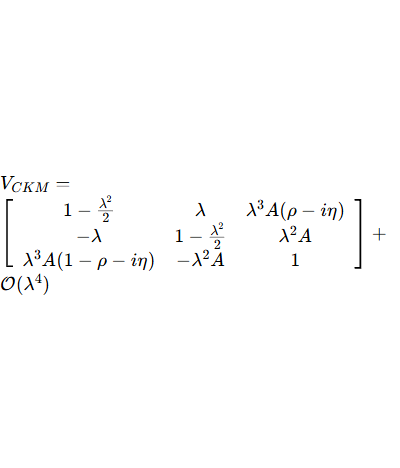 V_{CKM} =
\begin{bmatrix} 1 - \frac{\lambda^2}{2} & \lambda & \lambda^3 A(\rho - i\eta) \\ -\lambda & 1 - \frac{\lambda^2}{2} & \lambda^2 A \\ \lambda^3 A(1 - \rho - i\eta) & -\lambda^2 A & 1 \end{bmatrix} +
\mathcal{O}(\lambda^4)